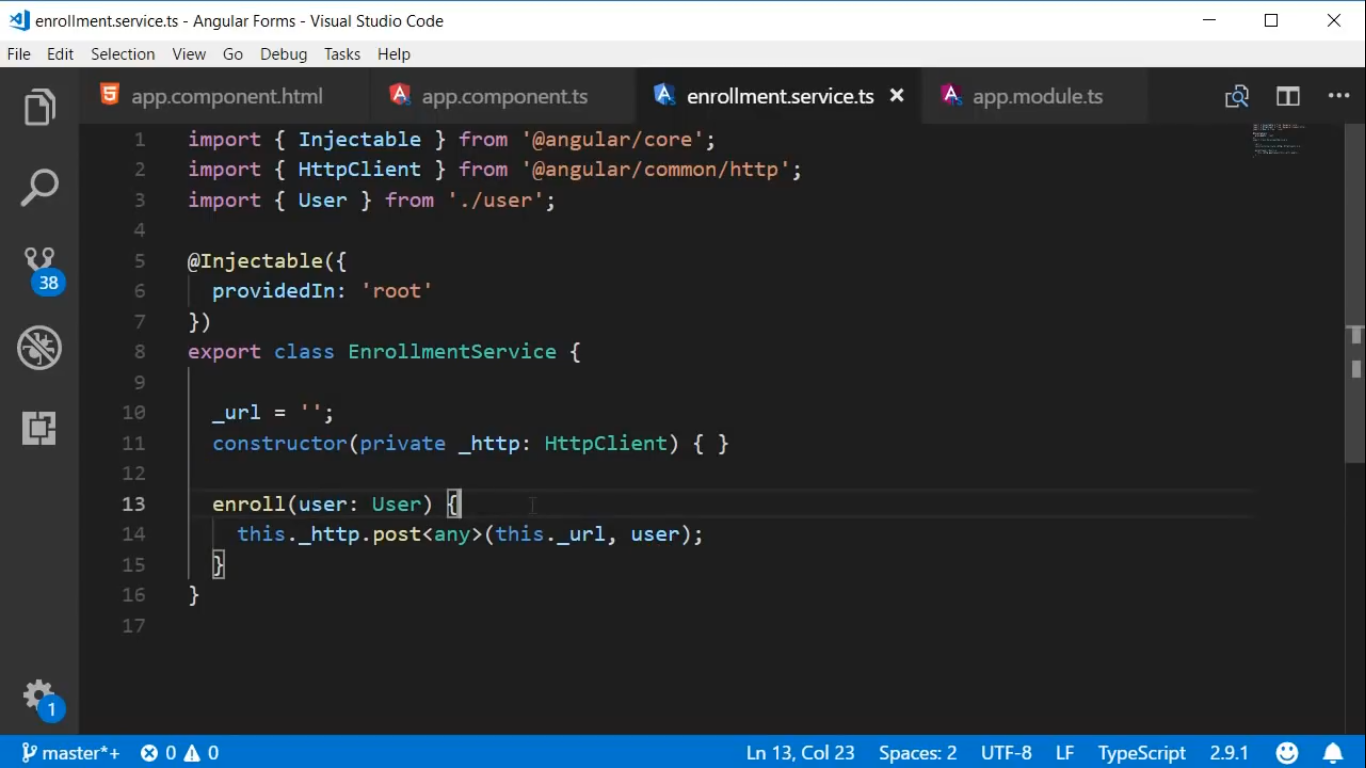 enrollment.service.ts - Angular Forms - Visual Studio Code
File Edit Selection View Go Debug Tasks Help
app.component.html app.component.ts enrollment.service.ts app.module.ts
1 import { Injectable } from '@angular/core';
2 import { HttpClient } from '@angular/common/http';
3 import { User } from './user';
4
5 @Injectable({
6   providedIn: 'root'
7 })
8 export class EnrollmentService {
9
10   _url = '';
11   constructor(private _http: HttpClient) { }
12
13   enroll(user: User) {
14     this._http.post<any>(this._url, user);
15   }
16 }
17
38
1
master*+ 0 0 Ln 13, Col 23 Spaces: 2 UTF-8 LF TypeScript 2.9.1